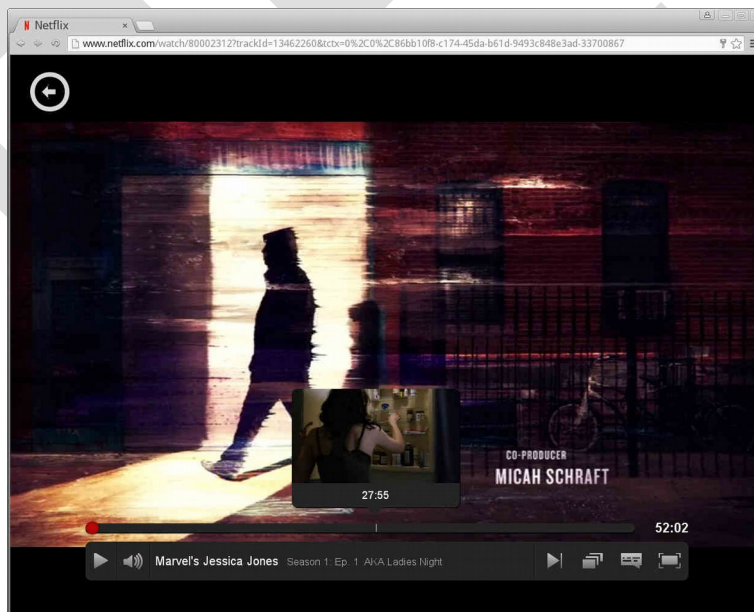 Netflix
www.netflix.com/watch/80002312?trackId=13462260&tctx=0%2C0%2C86bb10f8-c174-45da-b61d-9493c848e3ad-33700867
CO-PRODUCER
MICAH SCHRAFT
27:55
52:02
Marvel's Jessica Jones Season 1: Ep. 1 AKA Ladies Night